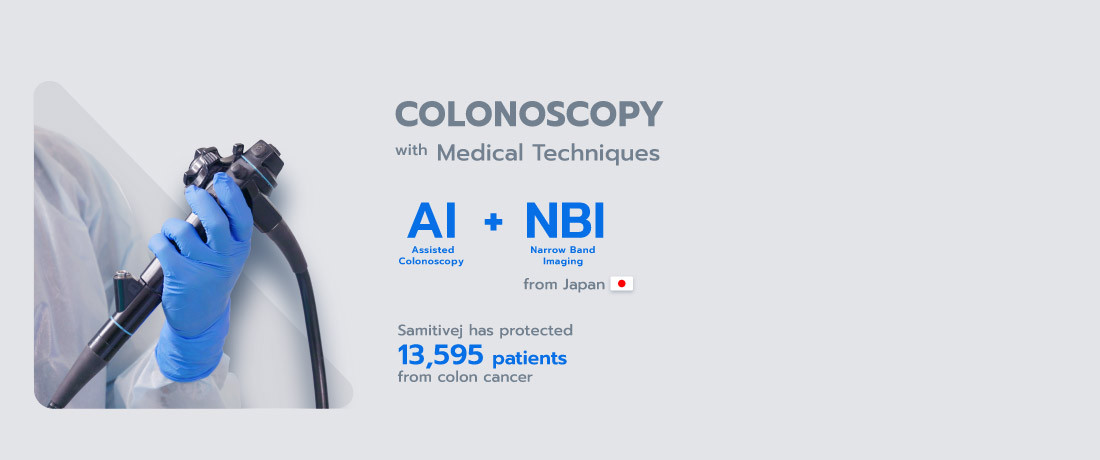 COLONOSCOPY
with Medical Techniques
AI + NBI
Assisted Colonoscopy
Narrow Band Imaging
from Japan
Samitivej has protected
13,595 patients
from colon cancer